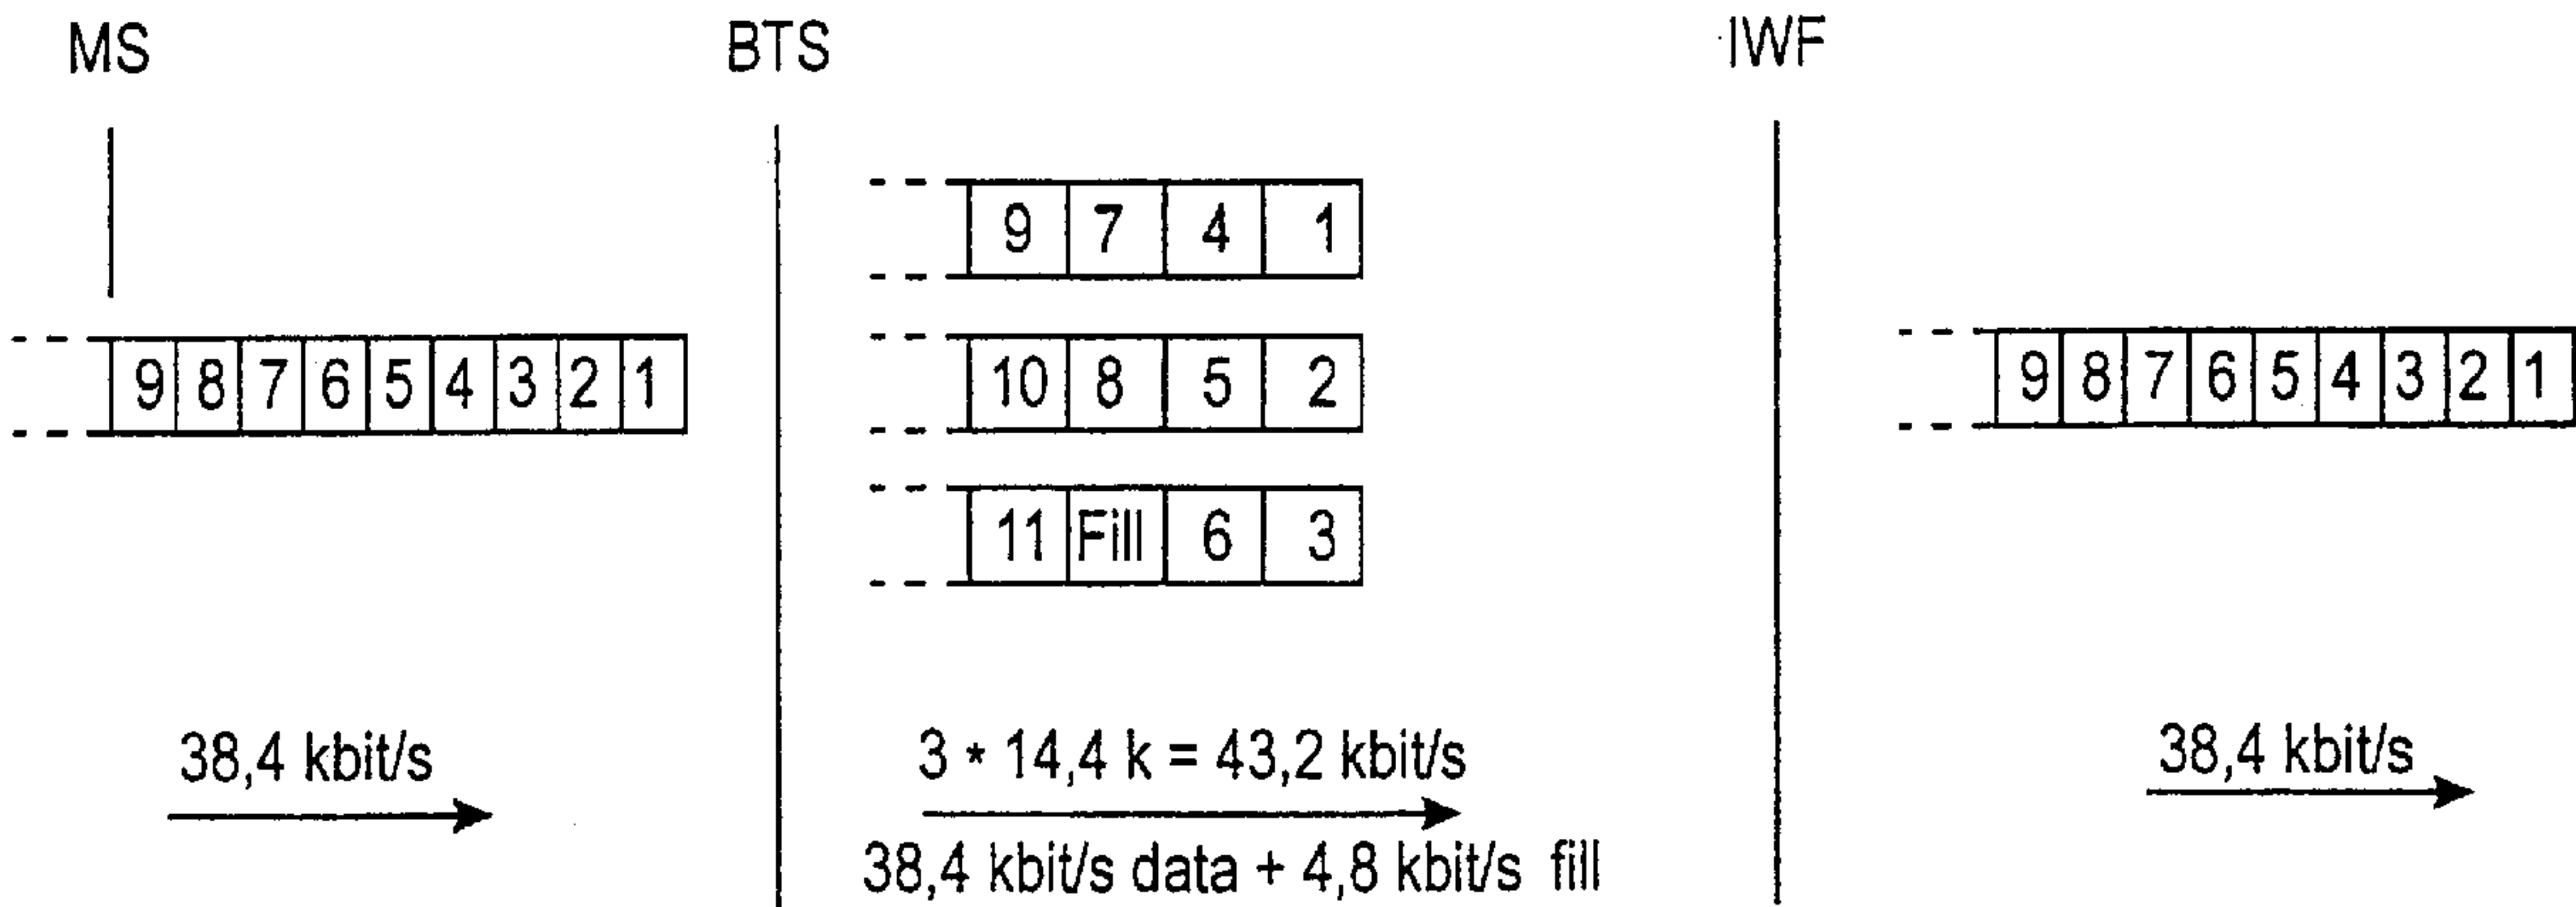 MS BTS IWF
9 7 4 1
9 8 7 6 5 4 3 2 1
10 8 5 2
9 8 7 6 5 4 3 2 1
11 Fill 6 3
38,4 kbit/s
3 * 14,4 k = 43,2 kbit/s
38,4 kbit/s data + 4,8 kbit/s fill
38,4 kbit/s